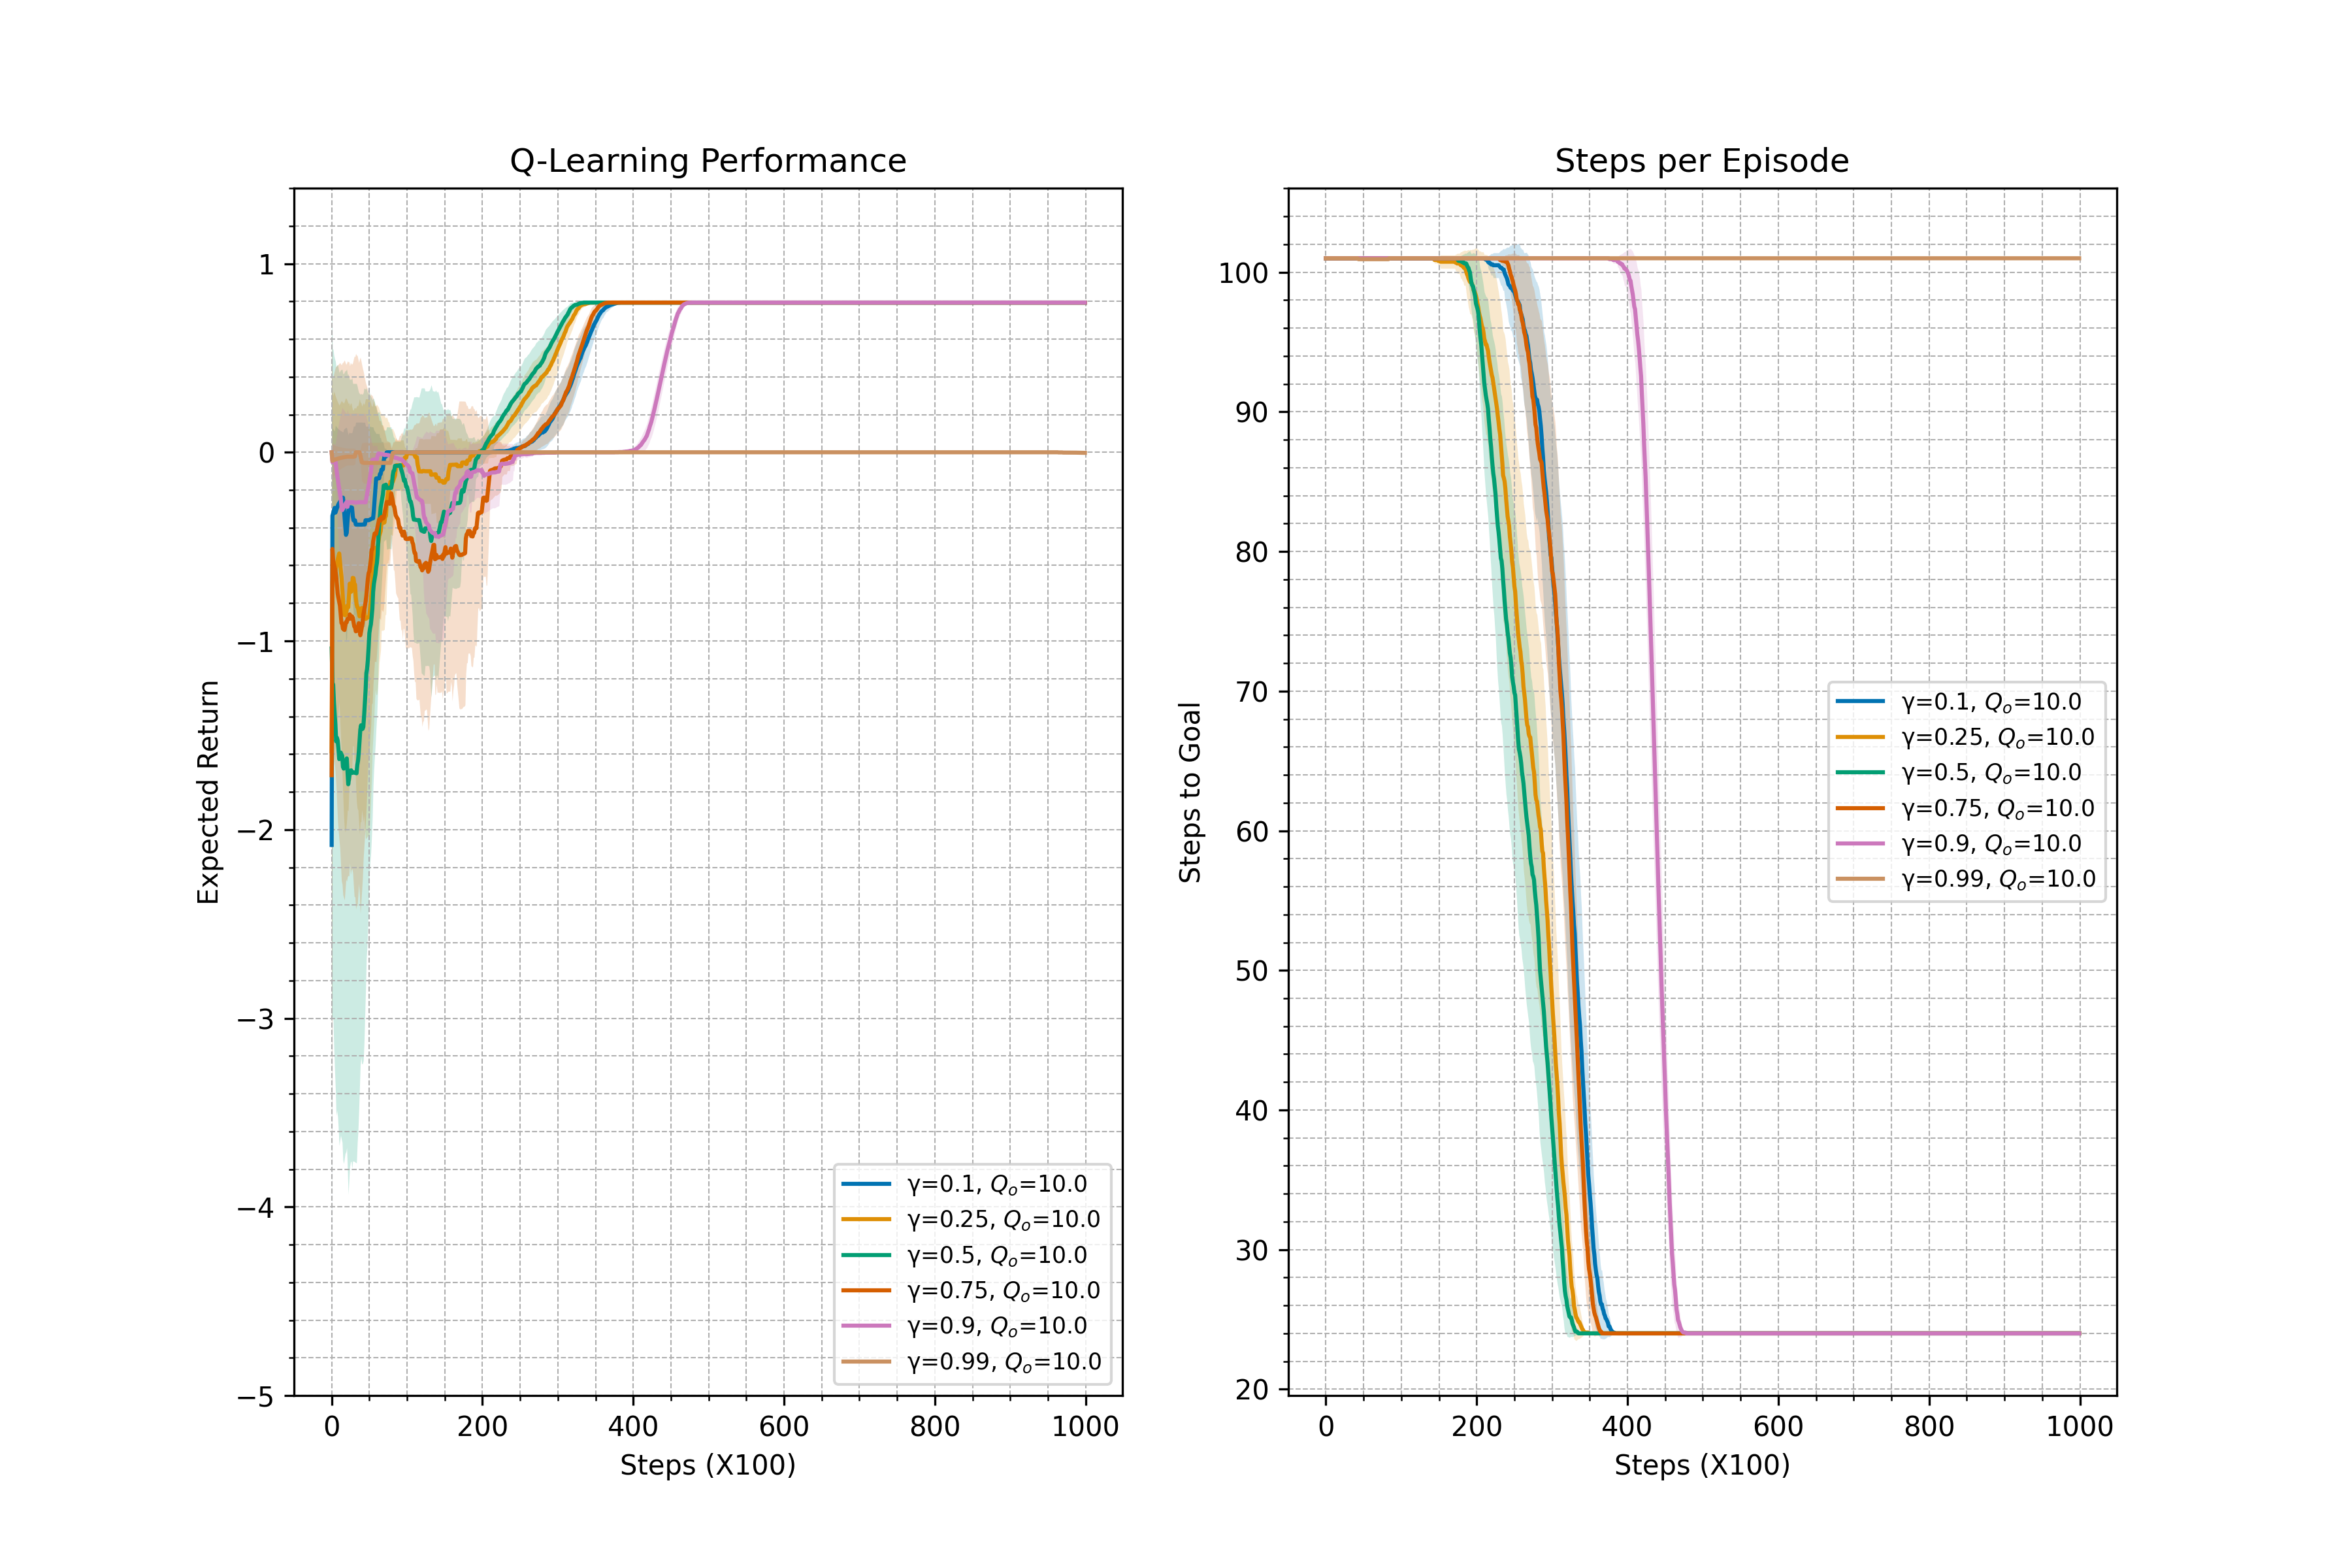 Q-Learning Performance
Expected Return
1
0
−1
−2
−3
−4
−5
0 200 400 600 800 1000
Steps (X100)
γ=0.1, Qₒ=10.0
γ=0.25, Qₒ=10.0
γ=0.5, Qₒ=10.0
γ=0.75, Qₒ=10.0
γ=0.9, Qₒ=10.0
γ=0.99, Qₒ=10.0
Steps per Episode
Steps to Goal
100
90
80
70
60
50
40
30
20
0 200 400 600 800 1000
Steps (X100)
γ=0.1, Qₒ=10.0
γ=0.25, Qₒ=10.0
γ=0.5, Qₒ=10.0
γ=0.75, Qₒ=10.0
γ=0.9, Qₒ=10.0
γ=0.99, Qₒ=10.0